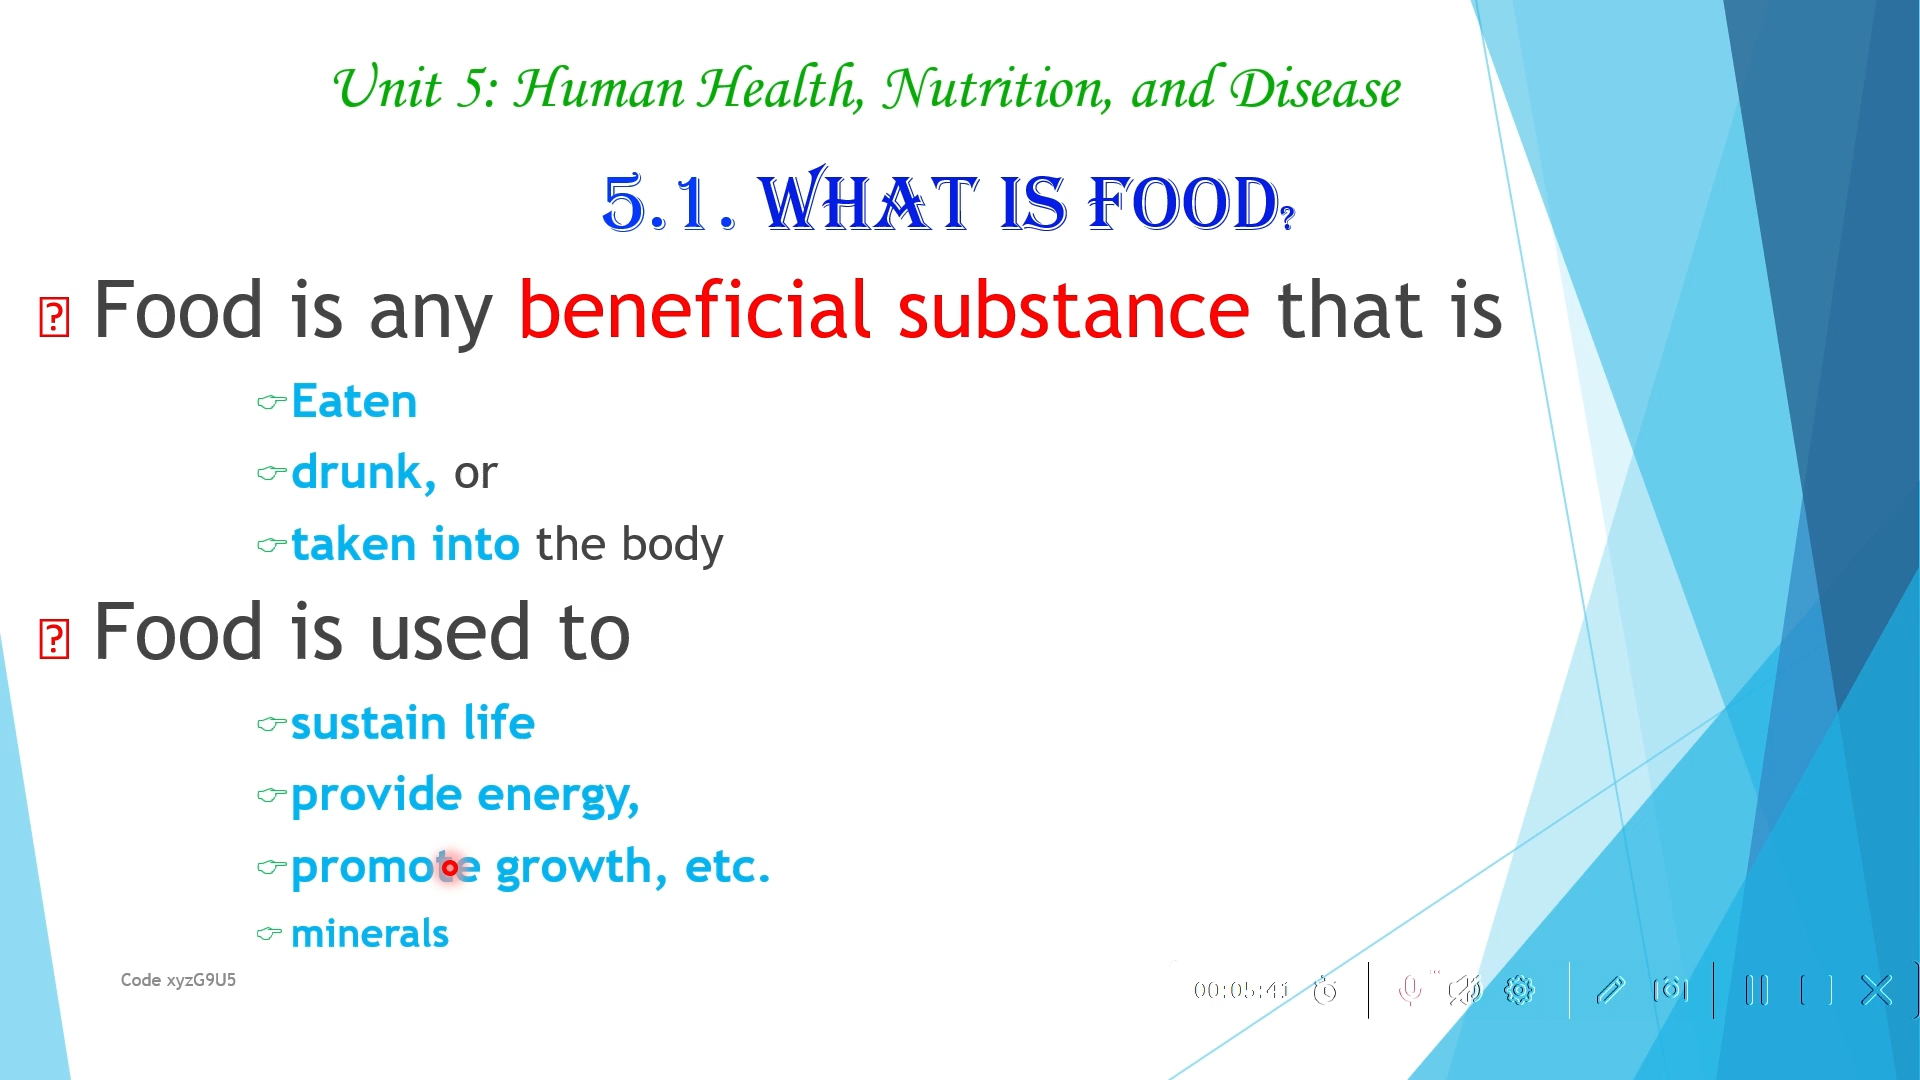 Unit 5: Human Health, Nutrition, and Disease
5.1. WHAT IS FOOD?
Food is any beneficial substance that is
Eaten
drunk, or
taken into the body
Food is used to
sustain life
provide energy,
promote growth, etc.
minerals
Code xyzG9U5
00:05:41